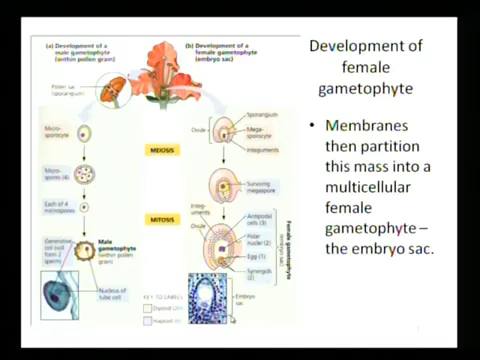 (a) Development of a
male gametophyte
(within pollen grain)
(b) Development of a
female gametophyte
(embryo sac)
Pollen sac
(sporangium)
Micro-
sporocyte
MEIOSIS
Micro-
spores (4)
Each of 4
microspores
MITOSIS
Generative
cell (will
form 2
sperm)
Male
gametophyte
(within pollen
grain)
Nucleus of
tube cell
KEY TO LABELS
Diploid (2n)
Haploid (n)
Ovule
Sporangium
Mega-
sporocyte
Integuments
Surviving
megaspore
Integ-
uments
Ovule
Antipodal
cells (3)
Polar
nuclei (2)
Egg (1)
Synergids
(2)
Female gametophyte
(embryo sac)
Embryo
sac
Development of
female
gametophyte
• Membranes
then partition
this mass into a
multicellular
female
gametophyte –
the embryo sac.